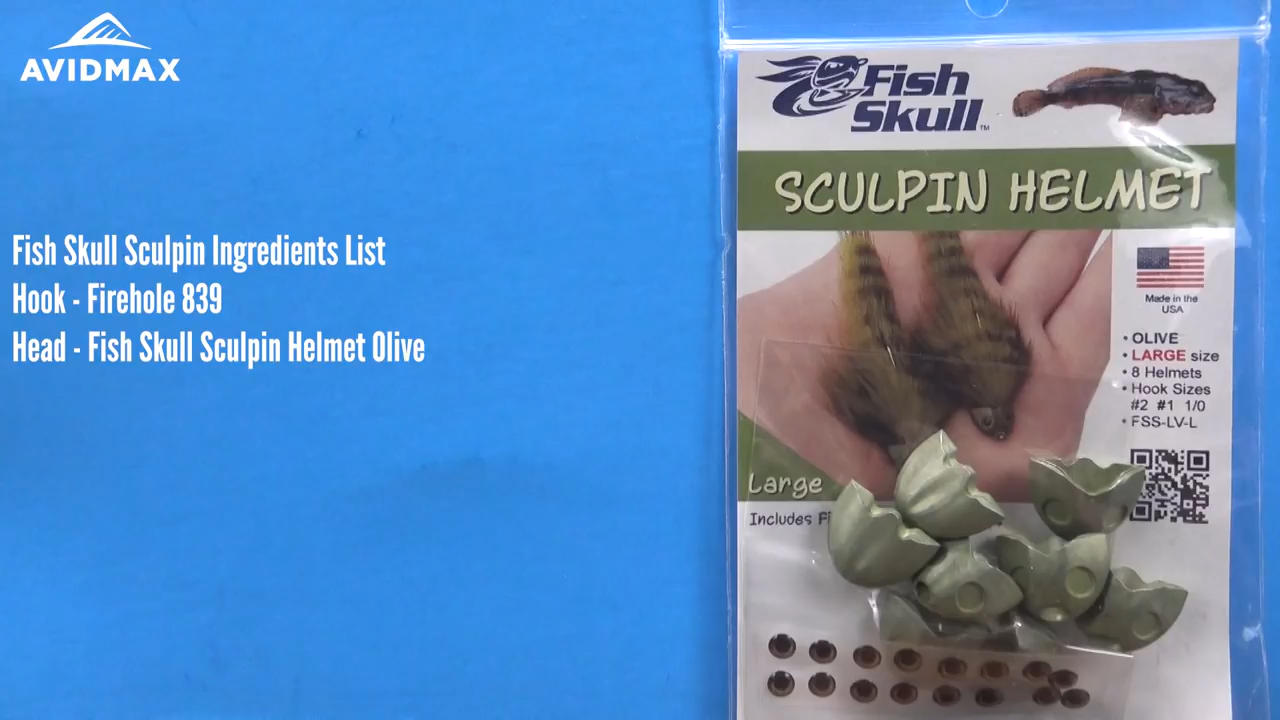 AVIDMAX
Fish Skull Sculpin Ingredients List
Hook - Firehole 839
Head - Fish Skull Sculpin Helmet Olive
Fish
Skull™
SCULPIN HELMET
Made in the
USA
• OLIVE
• LARGE size
• 8 Helmets
• Hook Sizes
#2 #1 1/0
• FSS-LV-L
Large
Includes